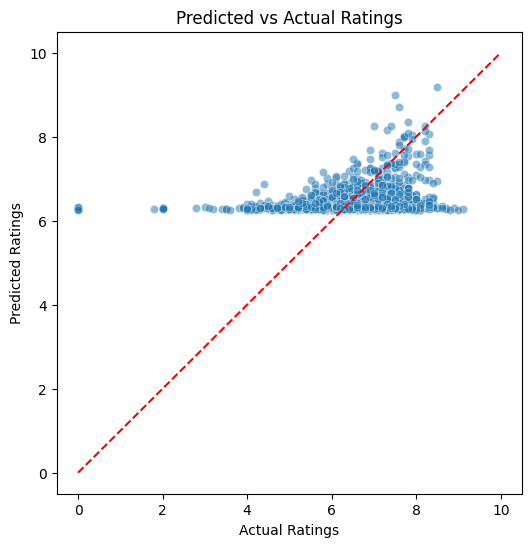 Predicted vs Actual Ratings
10
8
6
4
2
0
Predicted Ratings
0 2 4 6 8 10
Actual Ratings